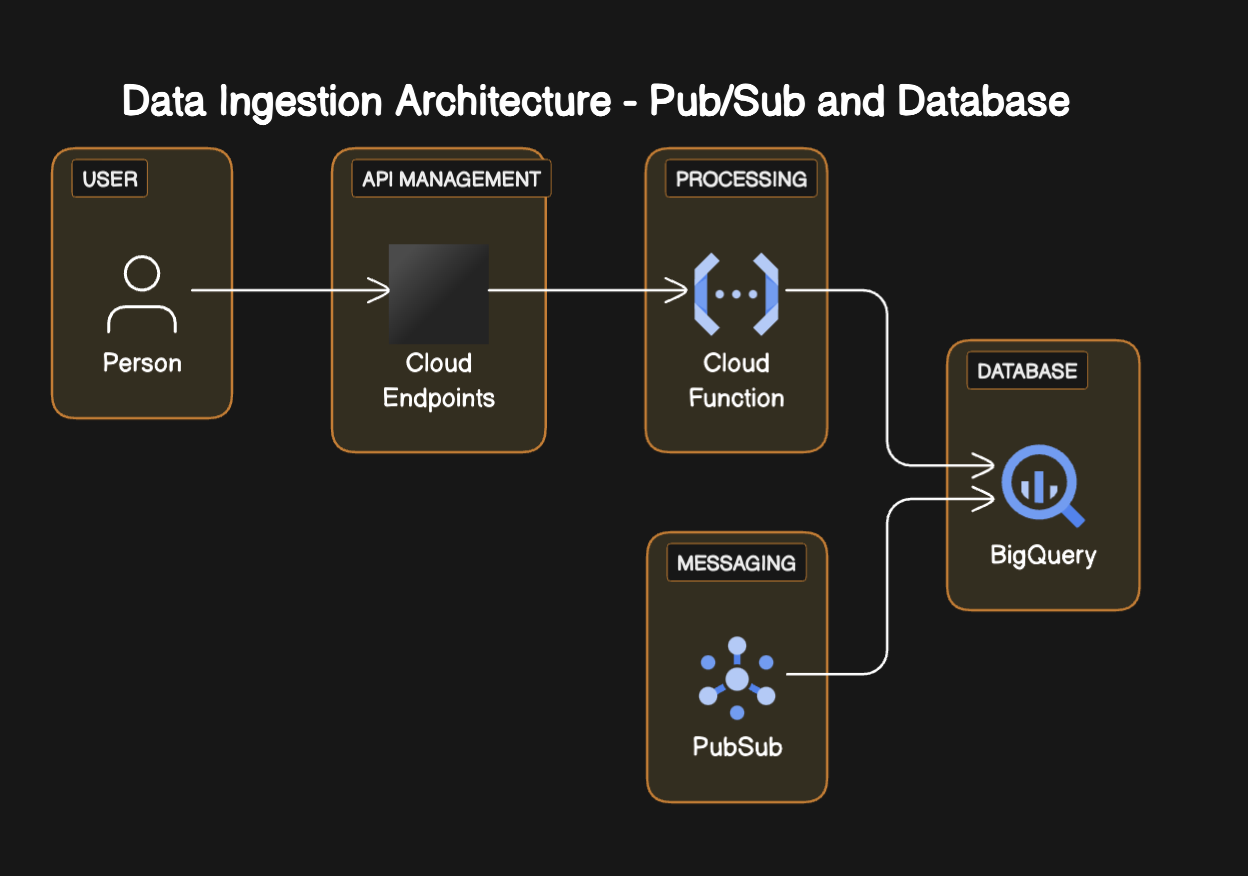 Data Ingestion Architecture - Pub/Sub and Database
USER
Person
API MANAGEMENT
Cloud
Endpoints
PROCESSING
Cloud
Function
DATABASE
BigQuery
MESSAGING
PubSub